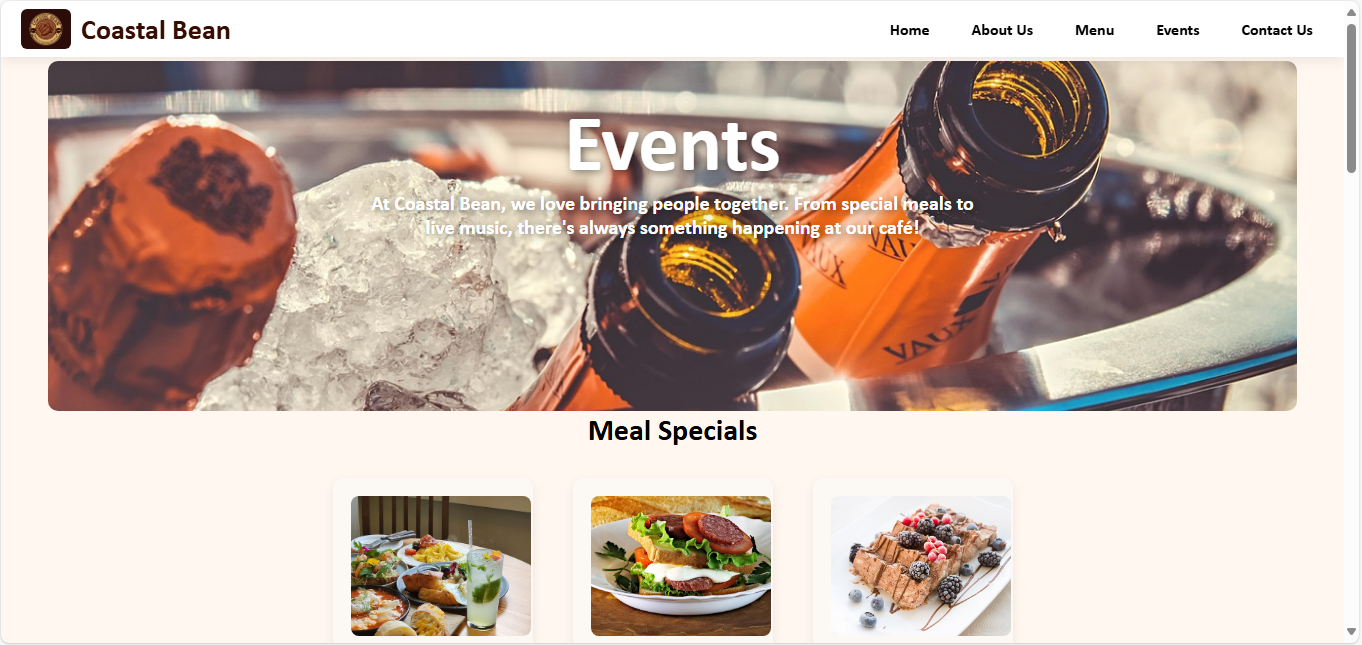 Coastal Bean
Home
About Us
Menu
Events
Contact Us
Events
At Coastal Bean, we love bringing people together. From special meals to
live music, there's always something happening at our café!
VAUX
VAUX
Meal Specials